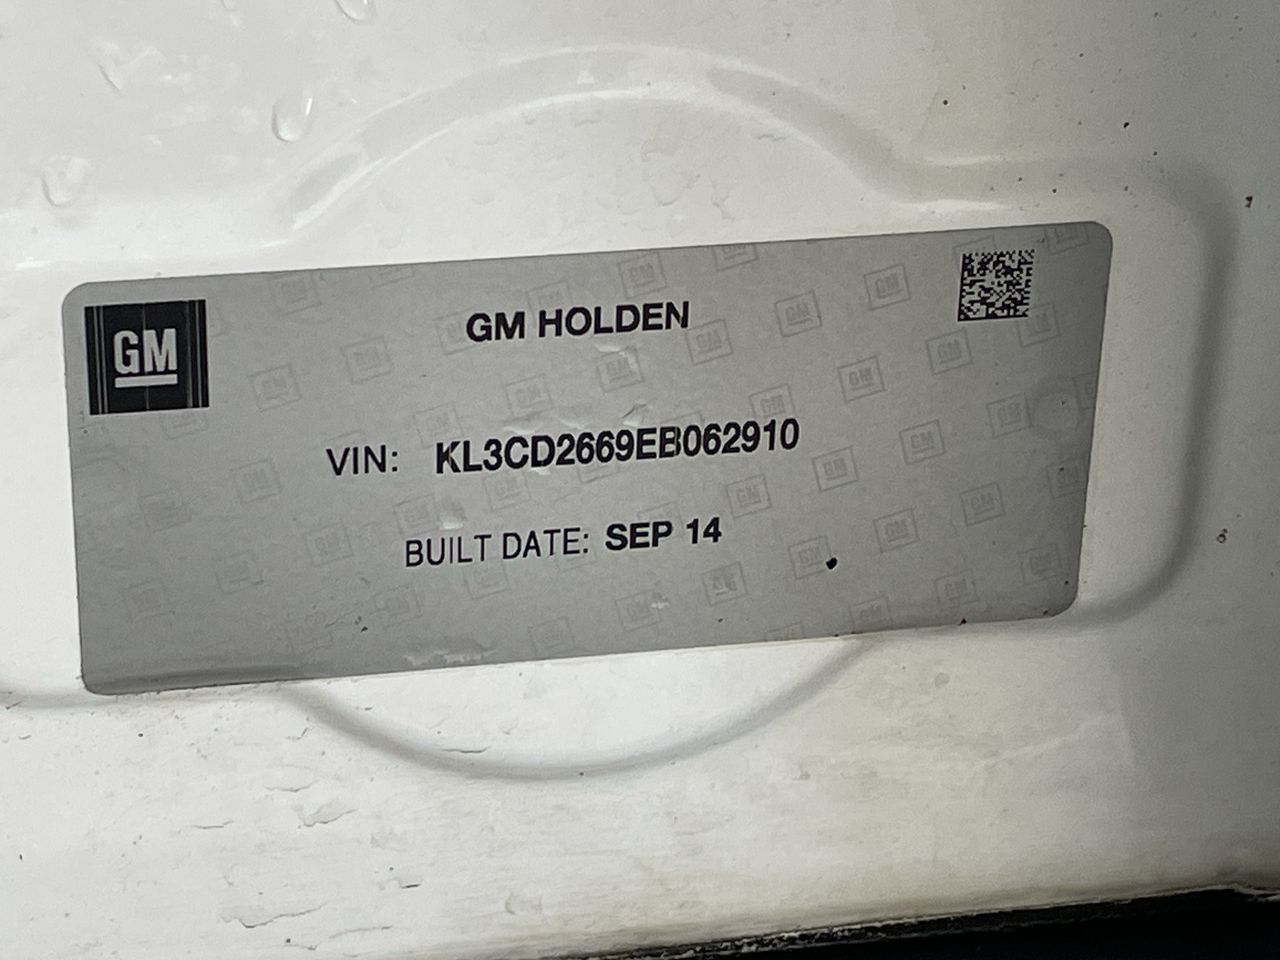 GM
GM HOLDEN
VIN: KL3CD2669EB062910
BUILT DATE: SEP 14